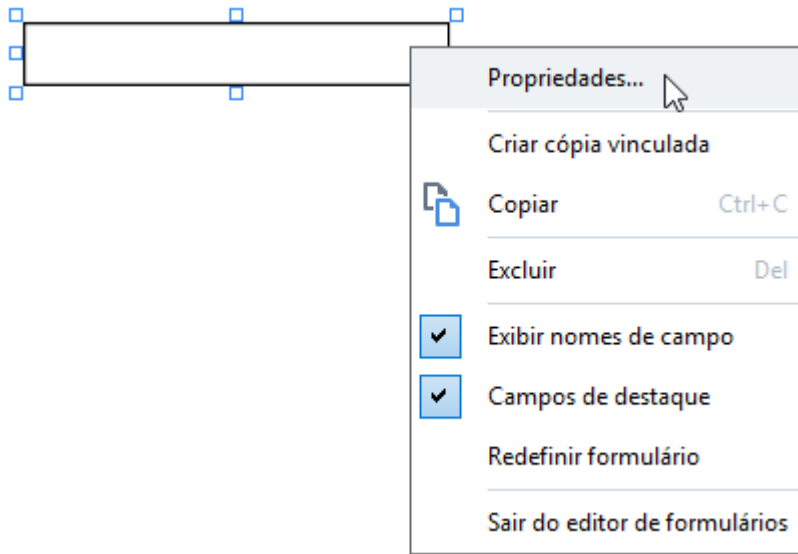 Propriedades...
Criar cópia vinculada
Copiar Ctrl+C
Excluir Del
Exibir nomes de campo
Campos de destaque
Redefinir formulário
Sair do editor de formulários